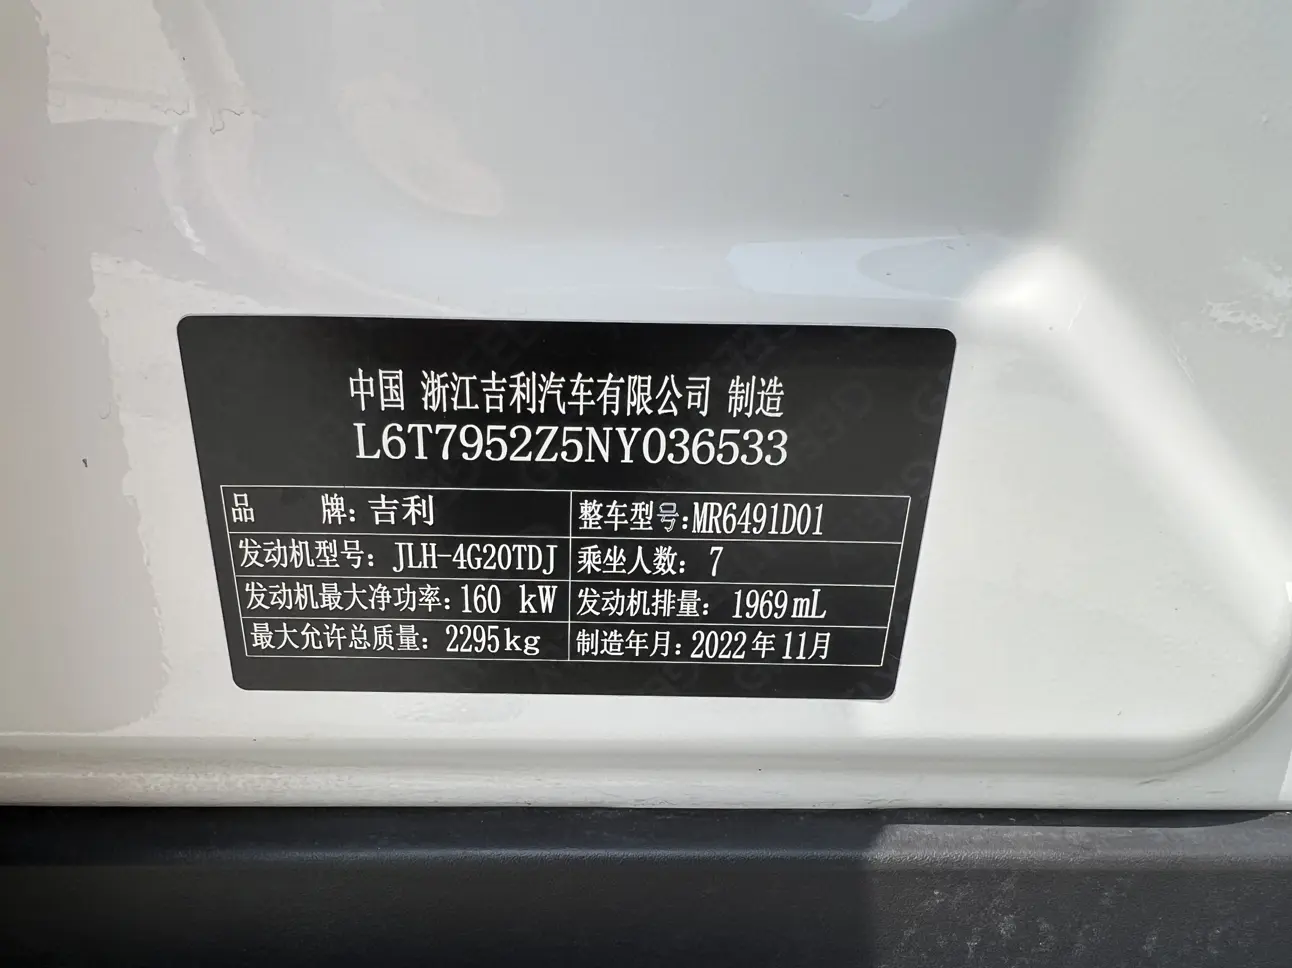 中国 浙江吉利汽车有限公司 制造
L6T7952Z5NY036533
品 牌: 吉利 整车型号:MR6491D01
发动机型号: JLH-4G20TDJ 乘坐人数: 7
发动机最大净功率: 160 kW 发动机排量: 1969mL
最大允许总质量: 2295kg 制造年月: 2022年11月